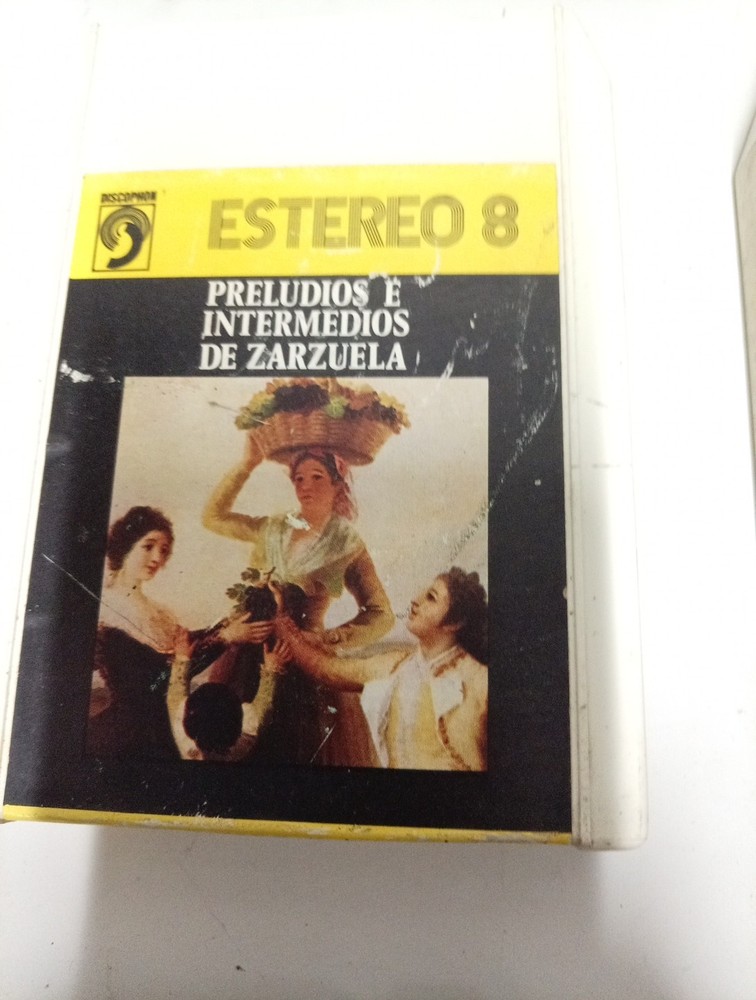 DISCOPHON
ESTEREO 8
PRELUDIOS E
INTERMEDIOS
DE ZARZUELA